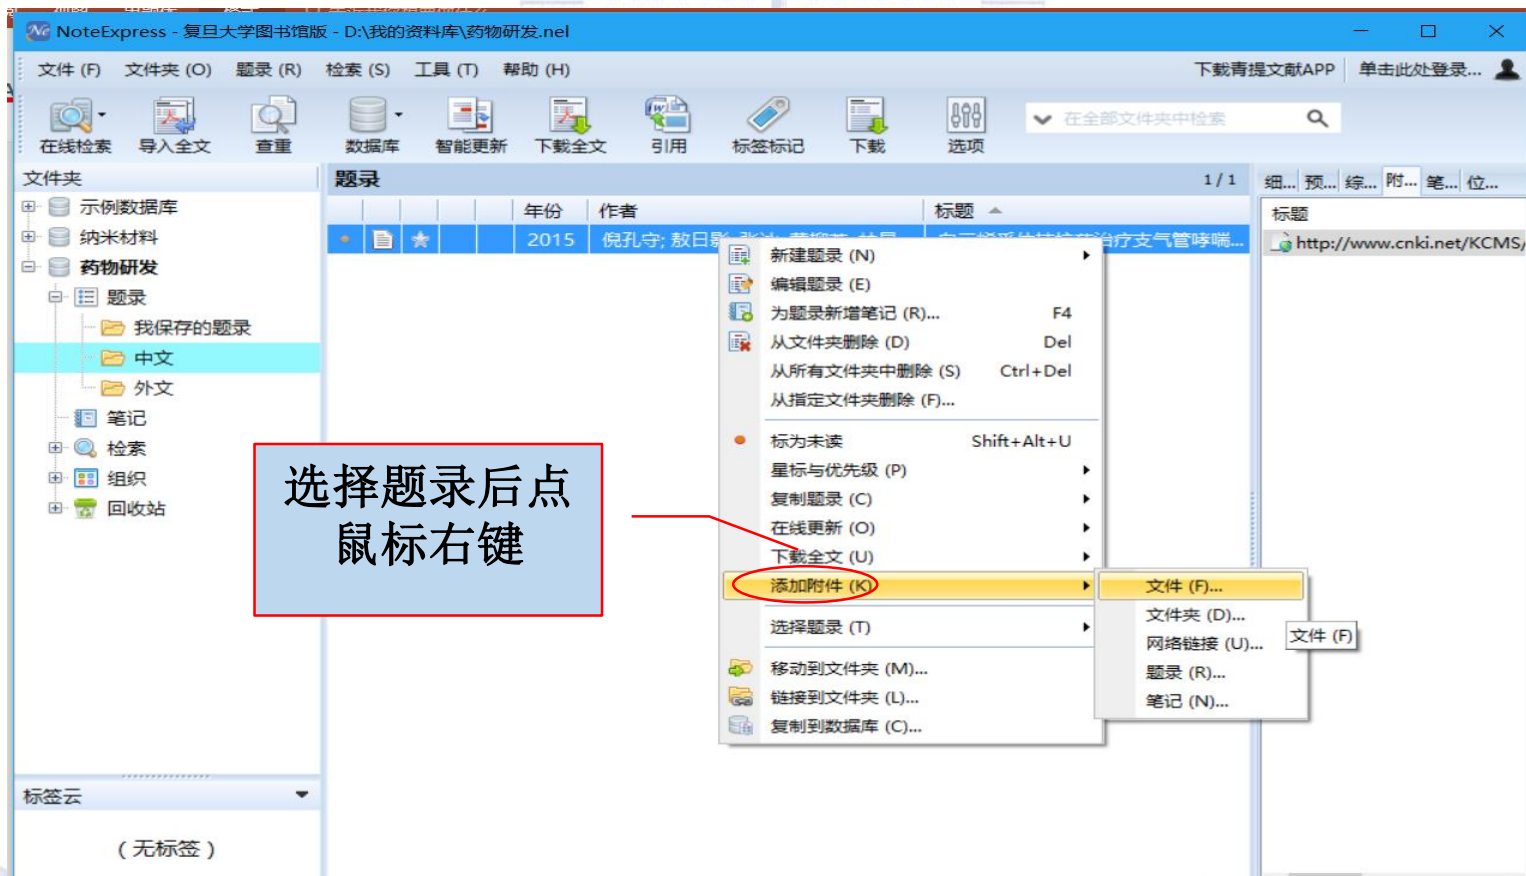 NoteExpress - 复旦大学图书馆版 - D:\我的资料库\药物研发.nel
文件 (F) 文件夹 (O) 题录 (R) 检索 (S) 工具 (T) 帮助 (H) 下载青提文献APP 单击此处登录...
在线检索 导入全文 查重 数据库 智能更新 下载全文 引用 标签标记 下载 选项 在全部文件夹中检索
文件夹
示例数据库
纳米材料
药物研发
题录
我保存的题录
中文
外文
笔记
检索
组织
回收站
标签云
(无标签)
题录 1/1
年份 作者 标题
2015 倪孔守; 敖日影
治疗支气管哮喘...
细... 预... 综... 附... 笔... 位...
标题
http://www.cnki.net/KCMS/
选择题录后点
鼠标右键
新建题录 (N)
编辑题录 (E)
为题录新增笔记 (R)... F4
从文件夹删除 (D) Del
从所有文件夹中删除 (S) Ctrl+Del
从指定文件夹删除 (F)...
标为未读 Shift+Alt+U
星标与优先级 (P)
复制题录 (C)
在线更新 (O)
下载全文 (U)
添加附件 (K)
选择题录 (T)
移动到文件夹 (M)...
链接到文件夹 (L)...
复制到数据库 (C)...
文件 (F)...
文件夹 (D)...
网络链接 (U)...
题录 (R)...
笔记 (N)...
文件 (F)